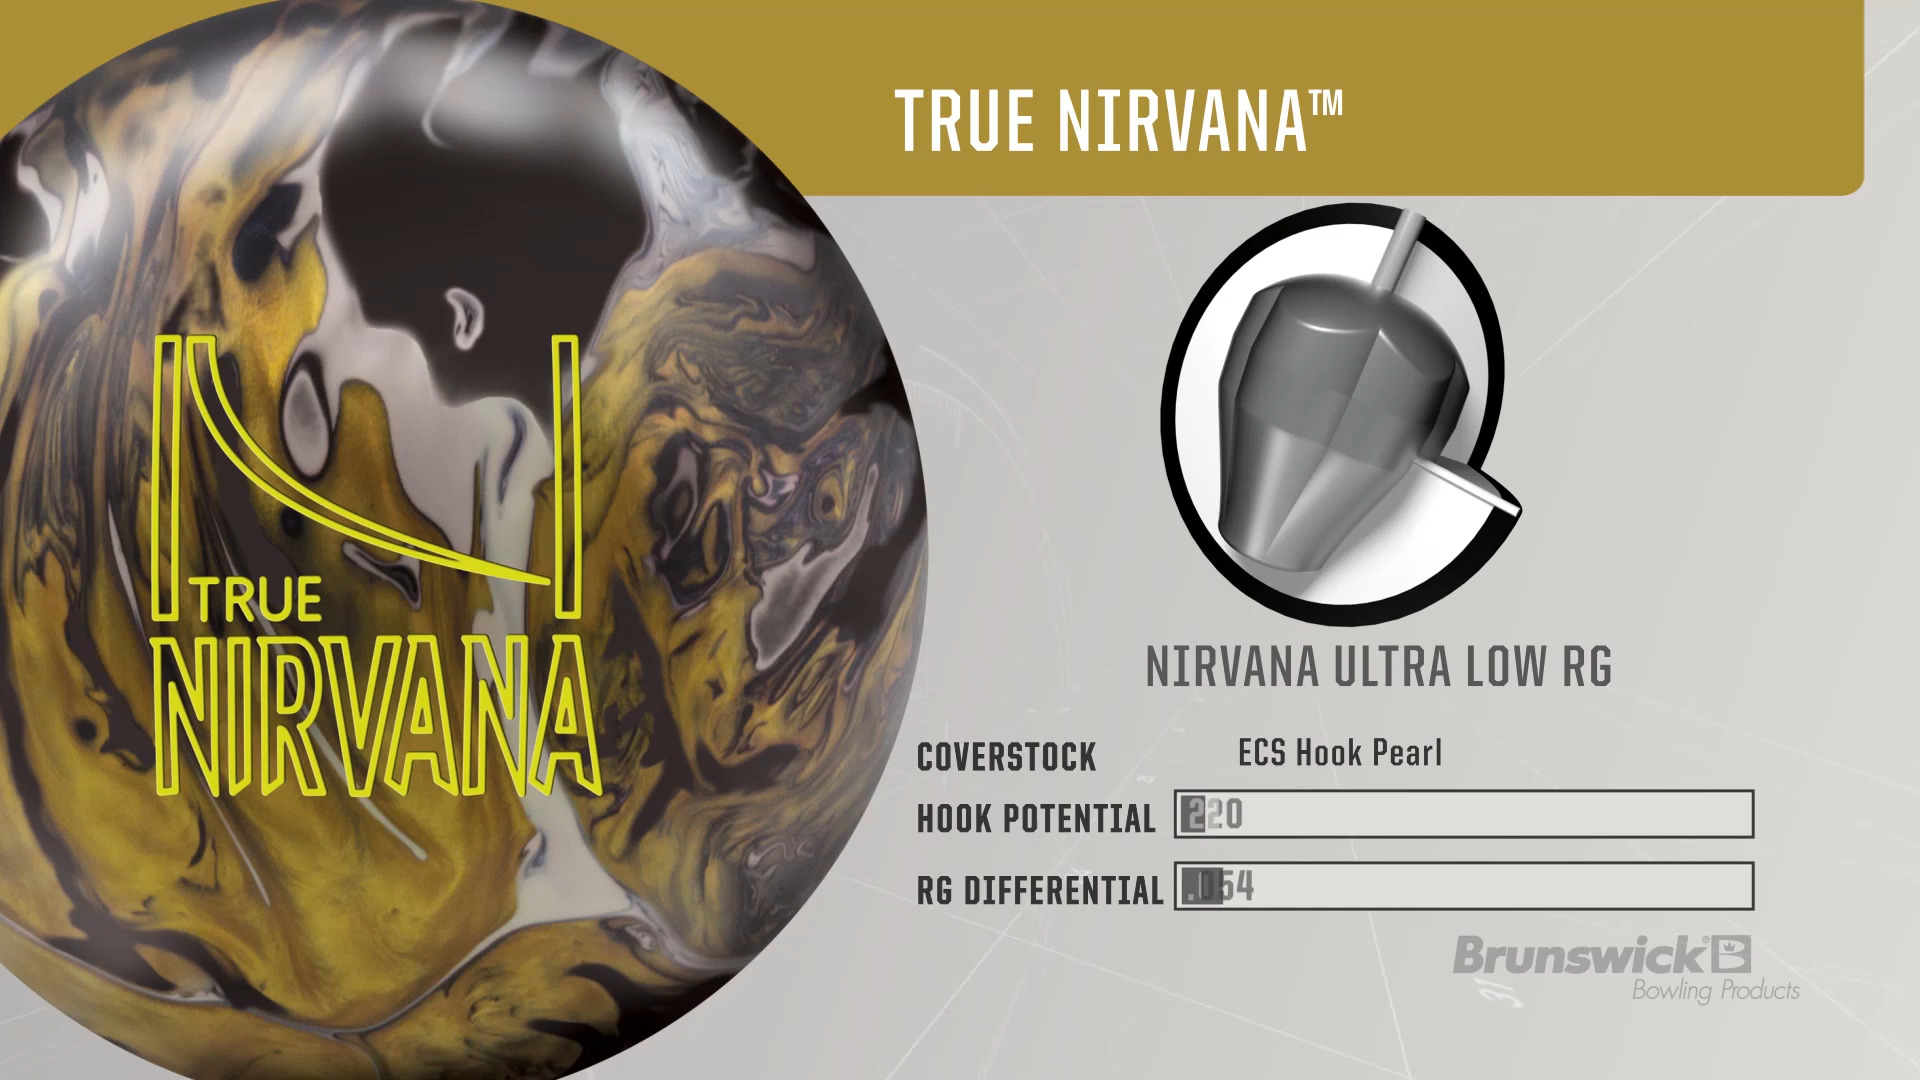 TRUE NIRVANA™
TRUE
NIRVANA
NIRVANA ULTRA LOW RG
COVERSTOCK ECS Hook Pearl
HOOK POTENTIAL 220
RG DIFFERENTIAL .054
Brunswick®
Bowling Products
31